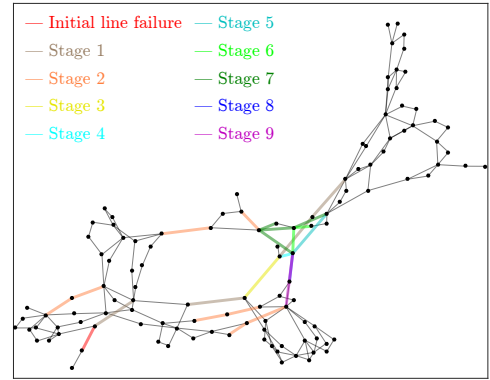 — Initial line failure
— Stage 1
— Stage 2
— Stage 3
— Stage 4
— Stage 5
— Stage 6
— Stage 7
— Stage 8
— Stage 9